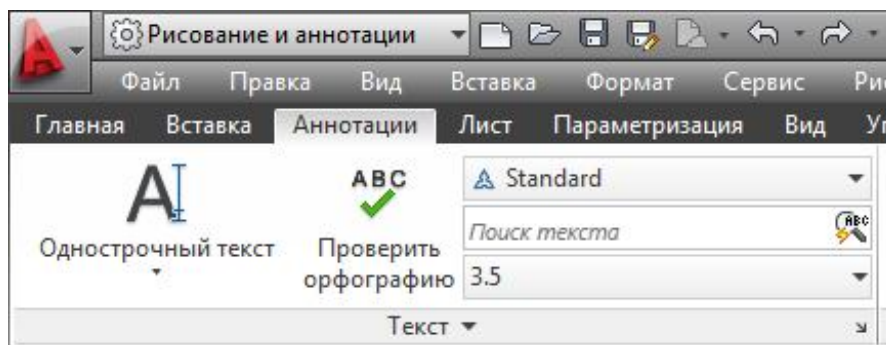 Рисование и аннотации
Файл Правка Вид Вставка Формат Сервис
Главная Вставка Аннотации Лист Параметризация Вид
ABC Standard
Поиск текста ABC
Однострочный текст Проверить
орфографию 3.5
Текст